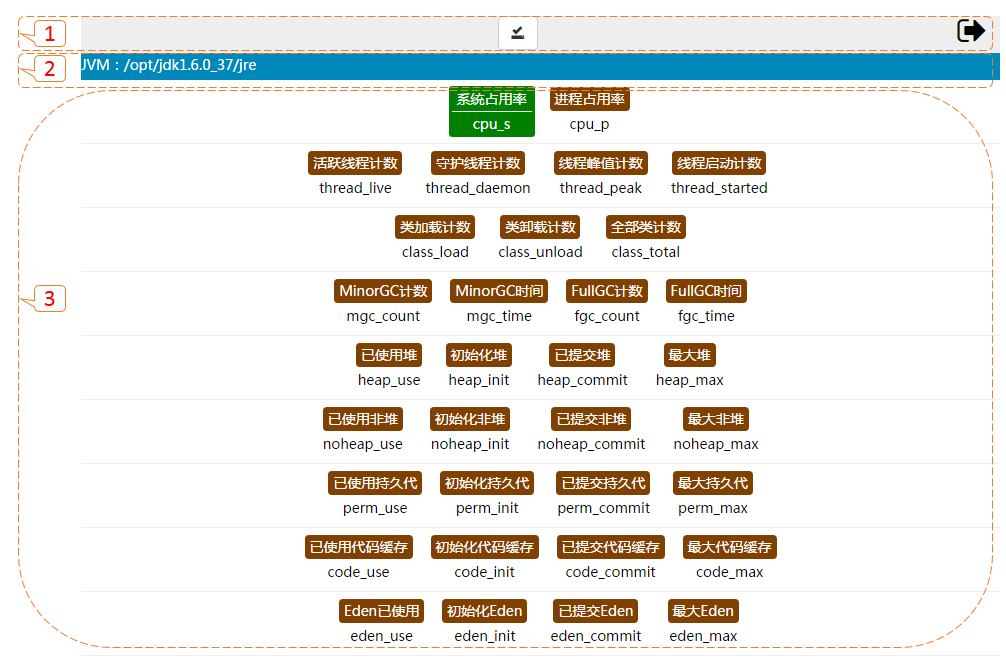 1
2
JVM：/opt/jdk1.6.0_37/jre
系统占用率 进程占用率
cpu_s cpu_p
活跃线程计数 守护线程计数 线程峰值计数 线程启动计数
thread_live thread_daemon thread_peak thread_started
类加载计数 类卸载计数 全部类计数
class_load class_unload class_total
3
MinorGC计数 MinorGC时间 FullGC计数 FullGC时间
mgc_count mgc_time fgc_count fgc_time
已使用堆 初始化堆 已提交堆 最大堆
heap_use heap_init heap_commit heap_max
已使用非堆 初始化非堆 已提交非堆 最大非堆
noheap_use noheap_init noheap_commit noheap_max
已使用持久代 初始化持久代 已提交持久代 最大持久代
perm_use perm_init perm_commit perm_max
已使用代码缓存 初始化代码缓存 已提交代码缓存 最大代码缓存
code_use code_init code_commit code_max
Eden已使用 初始化Eden 已提交Eden 最大Eden
eden_use eden_init eden_commit eden_max